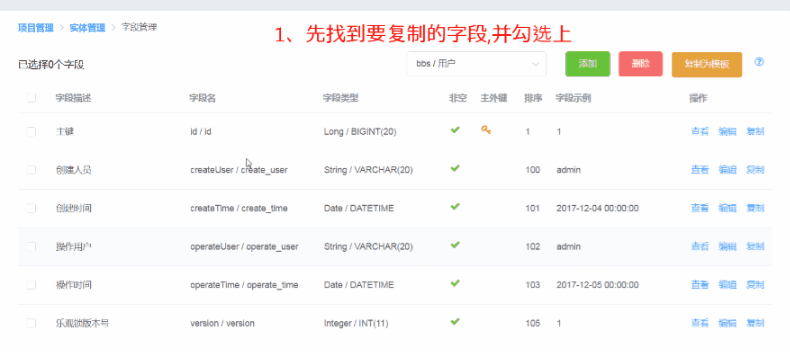 项目管理 > 实体管理 > 字段管理
1、先找到要复制的字段,并勾选上
已选择0个字段 bbs / 用户 添加 删除 复制为模板 ?
字段描述 字段名 字段类型 非空 主外键 排序 字段示例 操作
主键 id / id Long / BIGINT(20) 1 1 查看 编辑 复制
创建人员 createUser / create_user String / VARCHAR(20) 100 admin 查看 编辑 复制
创建时间 createTime / create_time Date / DATETIME 101 2017-12-04 00:00:00 查看 编辑 复制
操作用户 operateUser / operate_user String / VARCHAR(20) 102 admin 查看 编辑 复制
操作时间 operateTime / operate_time Date / DATETIME 103 2017-12-05 00:00:00 查看 编辑 复制
乐观锁版本号 version / version Integer / INT(11) 105 1 查看 编辑 复制